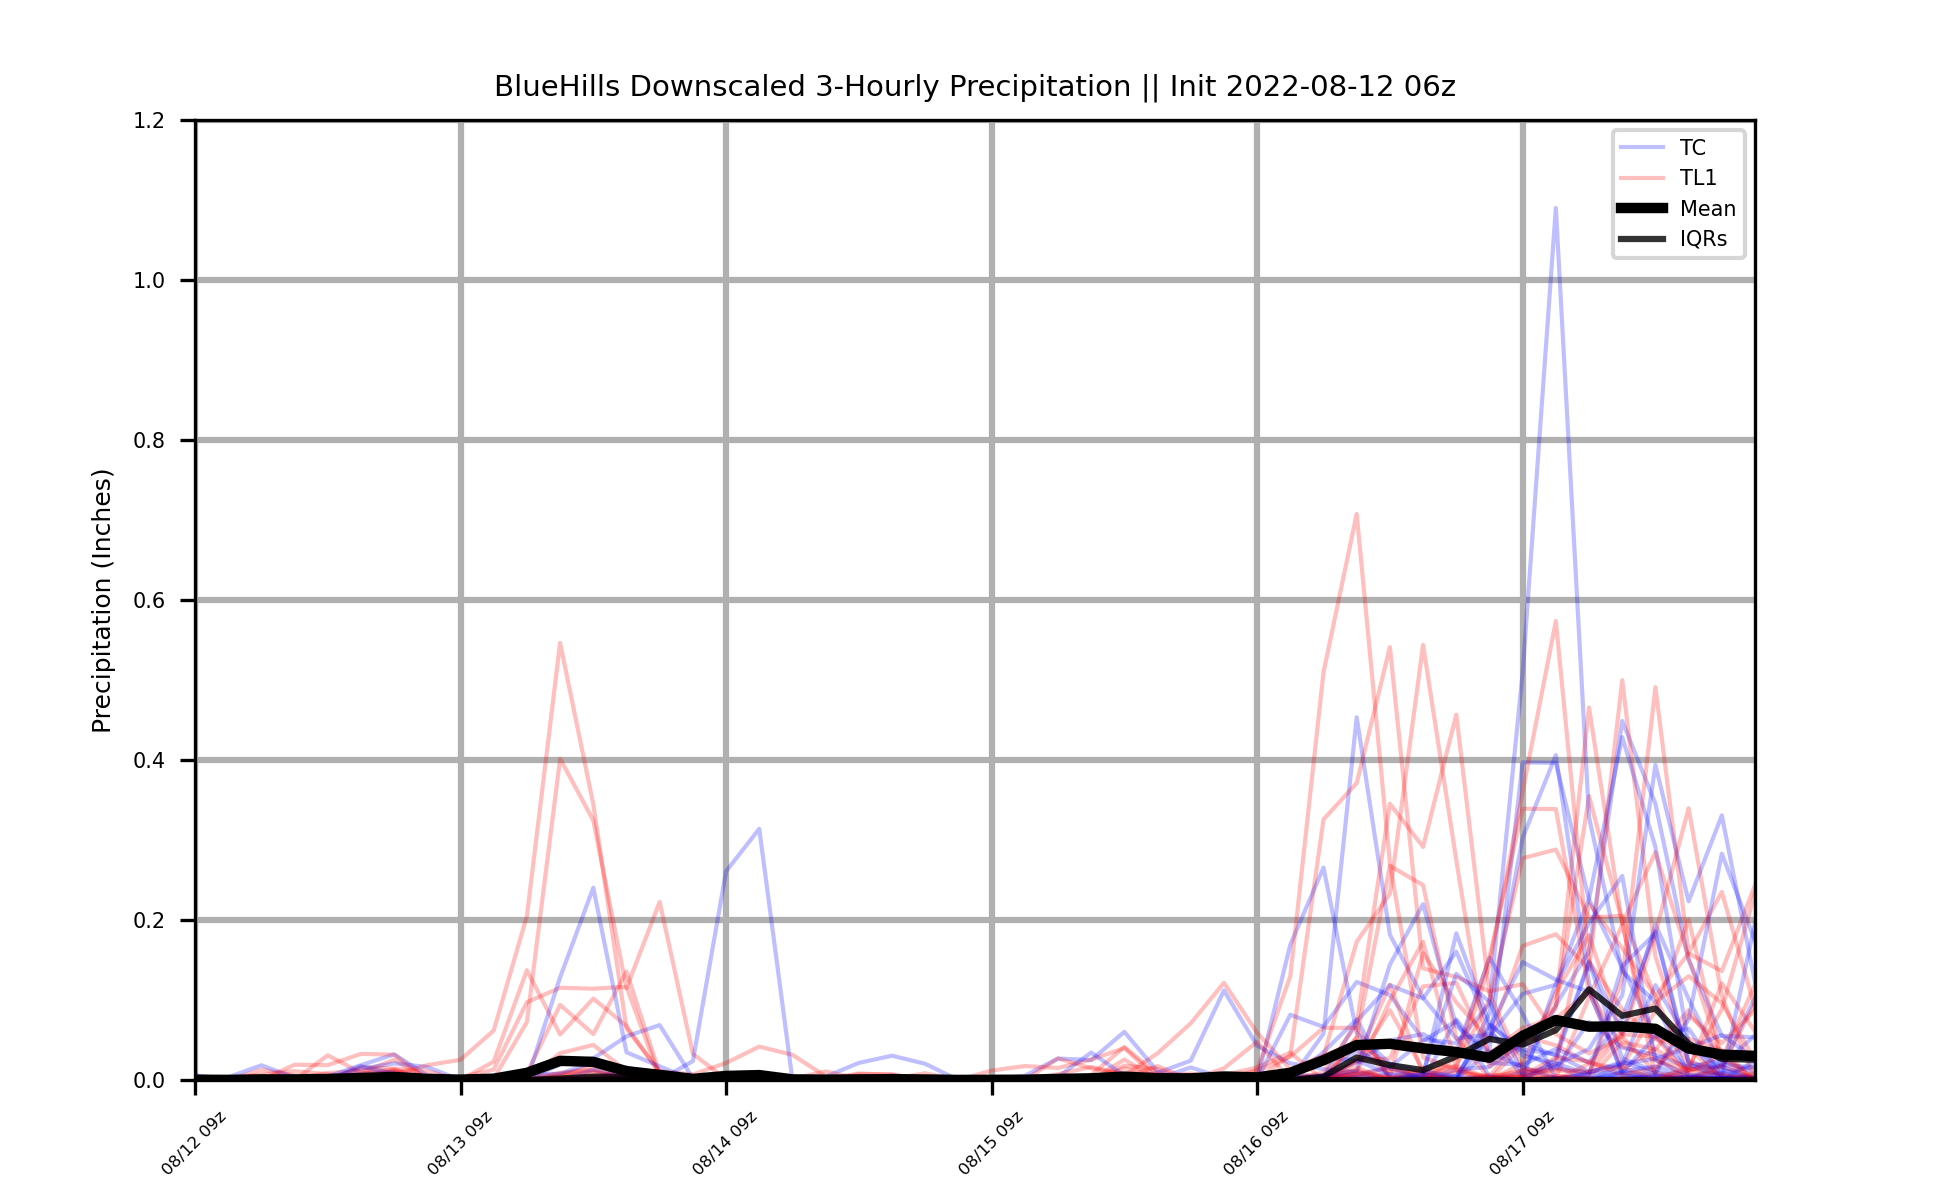 BlueHills Downscaled 3-Hourly Precipitation || Init 2022-08-12 06z
1.2
1.0
0.8
0.6
0.4
0.2
0.0
Precipitation (Inches)
TC
TL1
Mean
IQRs
08/12 09z
08/13 09z
08/14 09z
08/15 09z
08/16 09z
08/17 09z